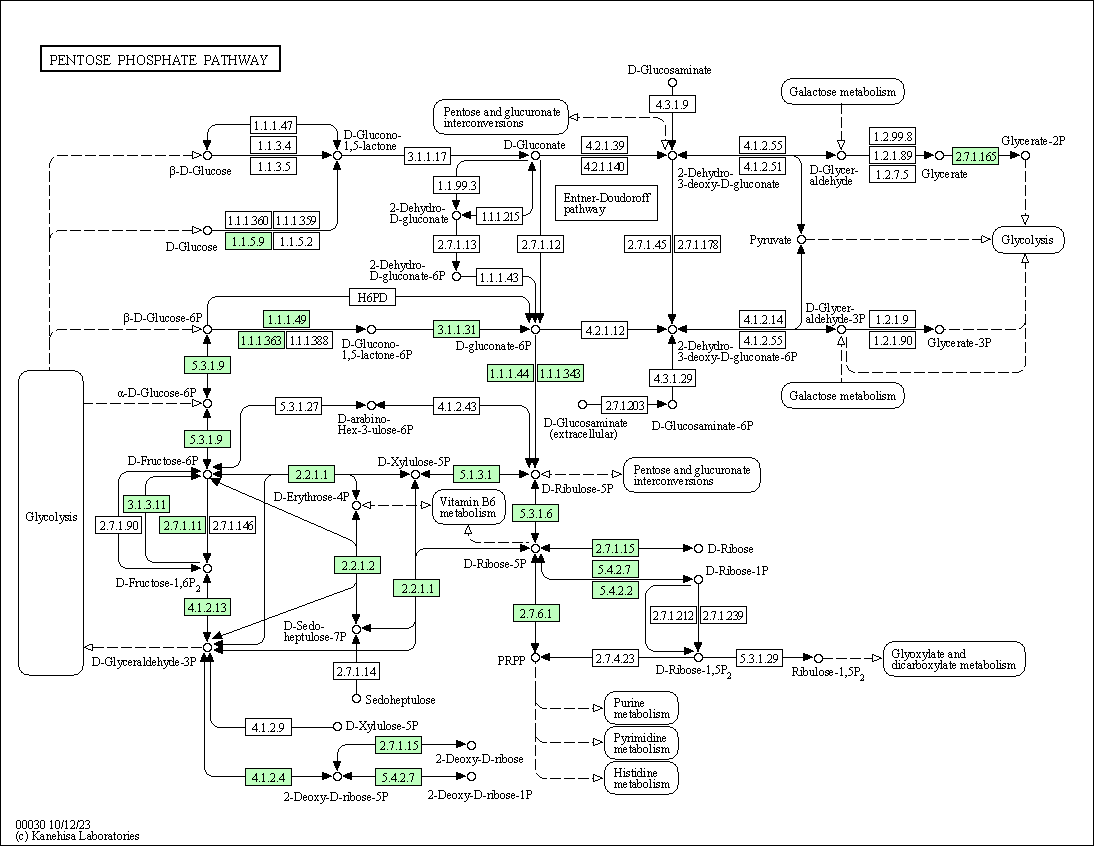 PENTOSE PHOSPHATE PATHWAY
D-Glucosaminate
4.3.1.9
Galactose metabolism
Pentose and glucuronate
interconversions
1.1.1.47
1.1.3.4
1.1.3.5
β-D-Glucose
D-Glucono-
1,5-lactone
3.1.1.17
D-Gluconate
4.2.1.39
4.2.1.140
2-Dehydro-
3-deoxy-D-gluconate
4.1.2.55
4.1.2.51
D-Glycer-
aldehyde
1.2.99.8
1.2.1.89
1.2.7.5
Glycerate
2.7.1.165
Glycerate-2P
1.1.99.3
2-Dehydro-
D-gluconate
1.1.1.215
Entner-Doudoroff
pathway
1.1.1.360
1.1.1.359
1.1.5.9
1.1.5.2
D-Glucose
2.7.1.13
2.7.1.12
2.7.1.45
2.7.1.178
Pyruvate
Glycolysis
2-Dehydro-
D-gluconate-6P
1.1.1.43
H6PD
β-D-Glucose-6P
1.1.1.49
1.1.1.363
1.1.1.388
D-Glucono-
1,5-lactone-6P
3.1.1.31
D-gluconate-6P
4.2.1.12
2-Dehydro-
3-deoxy-D-gluconate-6P
4.1.2.14
4.1.2.55
D-Glycer-
aldehyde-3P
1.2.1.9
1.2.1.90
Glycerate-3P
5.3.1.9
1.1.1.44
1.1.1.343
4.3.1.29
Galactose metabolism
α-D-Glucose-6P
5.3.1.27
D-arabino-
Hex-3-ulose-6P
4.1.2.43
2.7.1.203
D-Glucosaminate
(extracellular)
D-Glucosaminate-6P
5.3.1.9
D-Fructose-6P
2.2.1.1
D-Xylulose-5P
5.1.3.1
D-Ribulose-5P
Pentose and glucuronate
interconversions
D-Erythrose-4P
Vitamin B6
metabolism
Glycolysis
3.1.3.11
2.7.1.90
2.7.1.11
2.7.1.146
5.3.1.6
D-Ribose-5P
2.7.1.15
D-Ribose
5.4.2.7
5.4.2.2
D-Ribose-1P
2.2.1.2
2.2.1.1
D-Fructose-1,6P2
4.1.2.13
2.7.6.1
2.7.1.212
2.7.1.239
D-Sedo-
heptulose-7P
D-Glyceraldehyde-3P
2.7.1.14
Sedoheptulose
PRPP
2.7.4.23
D-Ribose-1,5P2
5.3.1.29
Ribulose-1,5P2
Glyoxylate and
dicarboxylate metabolism
4.1.2.9
D-Xylulose-5P
Purine
metabolism
Pyrimidine
metabolism
Histidine
metabolism
2.7.1.15
2-Deoxy-D-ribose
4.1.2.4
2-Deoxy-D-ribose-5P
5.4.2.7
2-Deoxy-D-ribose-1P
00030 10/12/23
(c) Kanehisa Laboratories